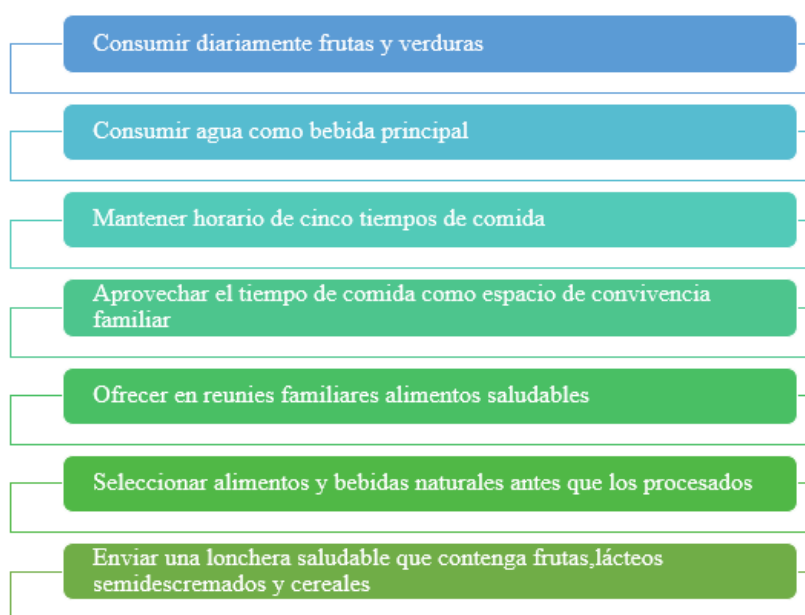 Consumir diariamente frutas y verduras
Consumir agua como bebida principal
Mantener horario de cinco tiempos de comida
Aprovechar el tiempo de comida como espacio de convivencia
familiar
Ofrecer en reunies familiares alimentos saludables
Seleccionar alimentos y bebidas naturales antes que los procesados
Enviar una lonchera saludable que contenga frutas,lácteos
semidescremados y cereales